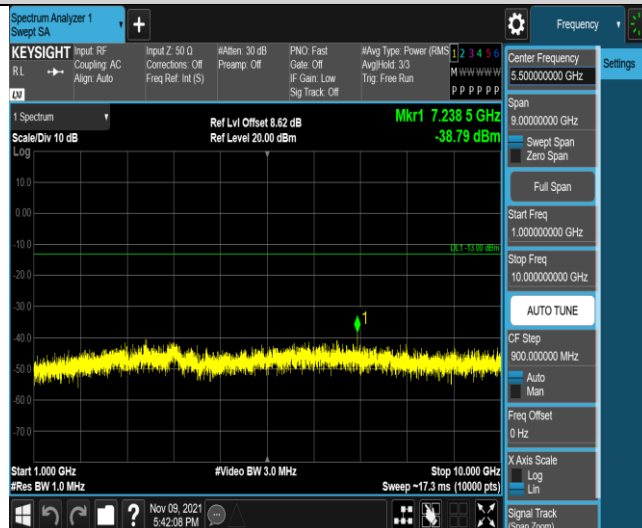 Spectrum Analyzer 1
Swept SA
Frequency
KEYSIGHT
RL
Input: RF
Coupling: AC
Align: Auto
Input Z: 50 Ω
Corrections: Off
Freq Ref: Int (S)
#Atten: 30 dB
Preamp: Off
PNO: Fast
Gate: Off
IF Gain: Low
Sig Track: Off
#Avg Type: Power (RMS
Avg|Hold: 3/3
Trig: Free Run
1 2 3 4 5 6
M W W W W W
P P P P P P
LXI
1 Spectrum
Scale/Div 10 dB
Log
Ref Lvl Offset 8.62 dB
Ref Level 20.00 dBm
Mkr1 7.238 5 GHz
-38.79 dBm
10.0
0.00
-10.0
DL1 -13.00 dBm
-20.0
-30.0
1
-40.0
-50.0
-60.0
-70.0
Start 1.000 GHz
#Res BW 1.0 MHz
#Video BW 3.0 MHz
Stop 10.000 GHz
Sweep ~17.3 ms (10000 pts)
Center Frequency
5.500000000 GHz
Settings
Span
9.00000000 GHz
Swept Span
Zero Span
Full Span
Start Freq
1.000000000 GHz
Stop Freq
10.000000000 GHz
AUTO TUNE
CF Step
900.000000 MHz
Auto
Man
Freq Offset
0 Hz
X Axis Scale
Log
Lin
Signal Track
(Span Zoom)
?
Nov 09, 2021
5:42:08 PM